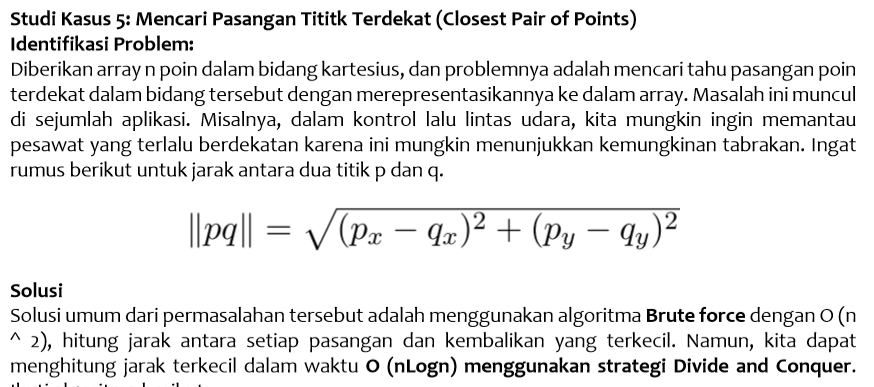 Studi Kasus 5: Mencari Pasangan Tititk Terdekat (Closest Pair of Points)
Identifikasi Problem:
Diberikan array n poin dalam bidang kartesius, dan problemnya adalah mencari tahu pasangan poin
terdekat dalam bidang tersebut dengan merepresentasikannya ke dalam array. Masalah ini muncul
di sejumlah aplikasi. Misalnya, dalam kontrol lalu lintas udara, kita mungkin ingin memantau
pesawat yang terlalu berdekatan karena ini mungkin menunjukkan kemungkinan tabrakan. Ingat
rumus berikut untuk jarak antara dua titik p dan q.
‖pq‖ = √(pₓ − qₓ)² + (p_y − q_y)²
Solusi
Solusi umum dari permasalahan tersebut adalah menggunakan algoritma Brute force dengan O (n
^ 2), hitung jarak antara setiap pasangan dan kembalikan yang terkecil. Namun, kita dapat
menghitung jarak terkecil dalam waktu O (nLogn) menggunakan strategi Divide and Conquer.